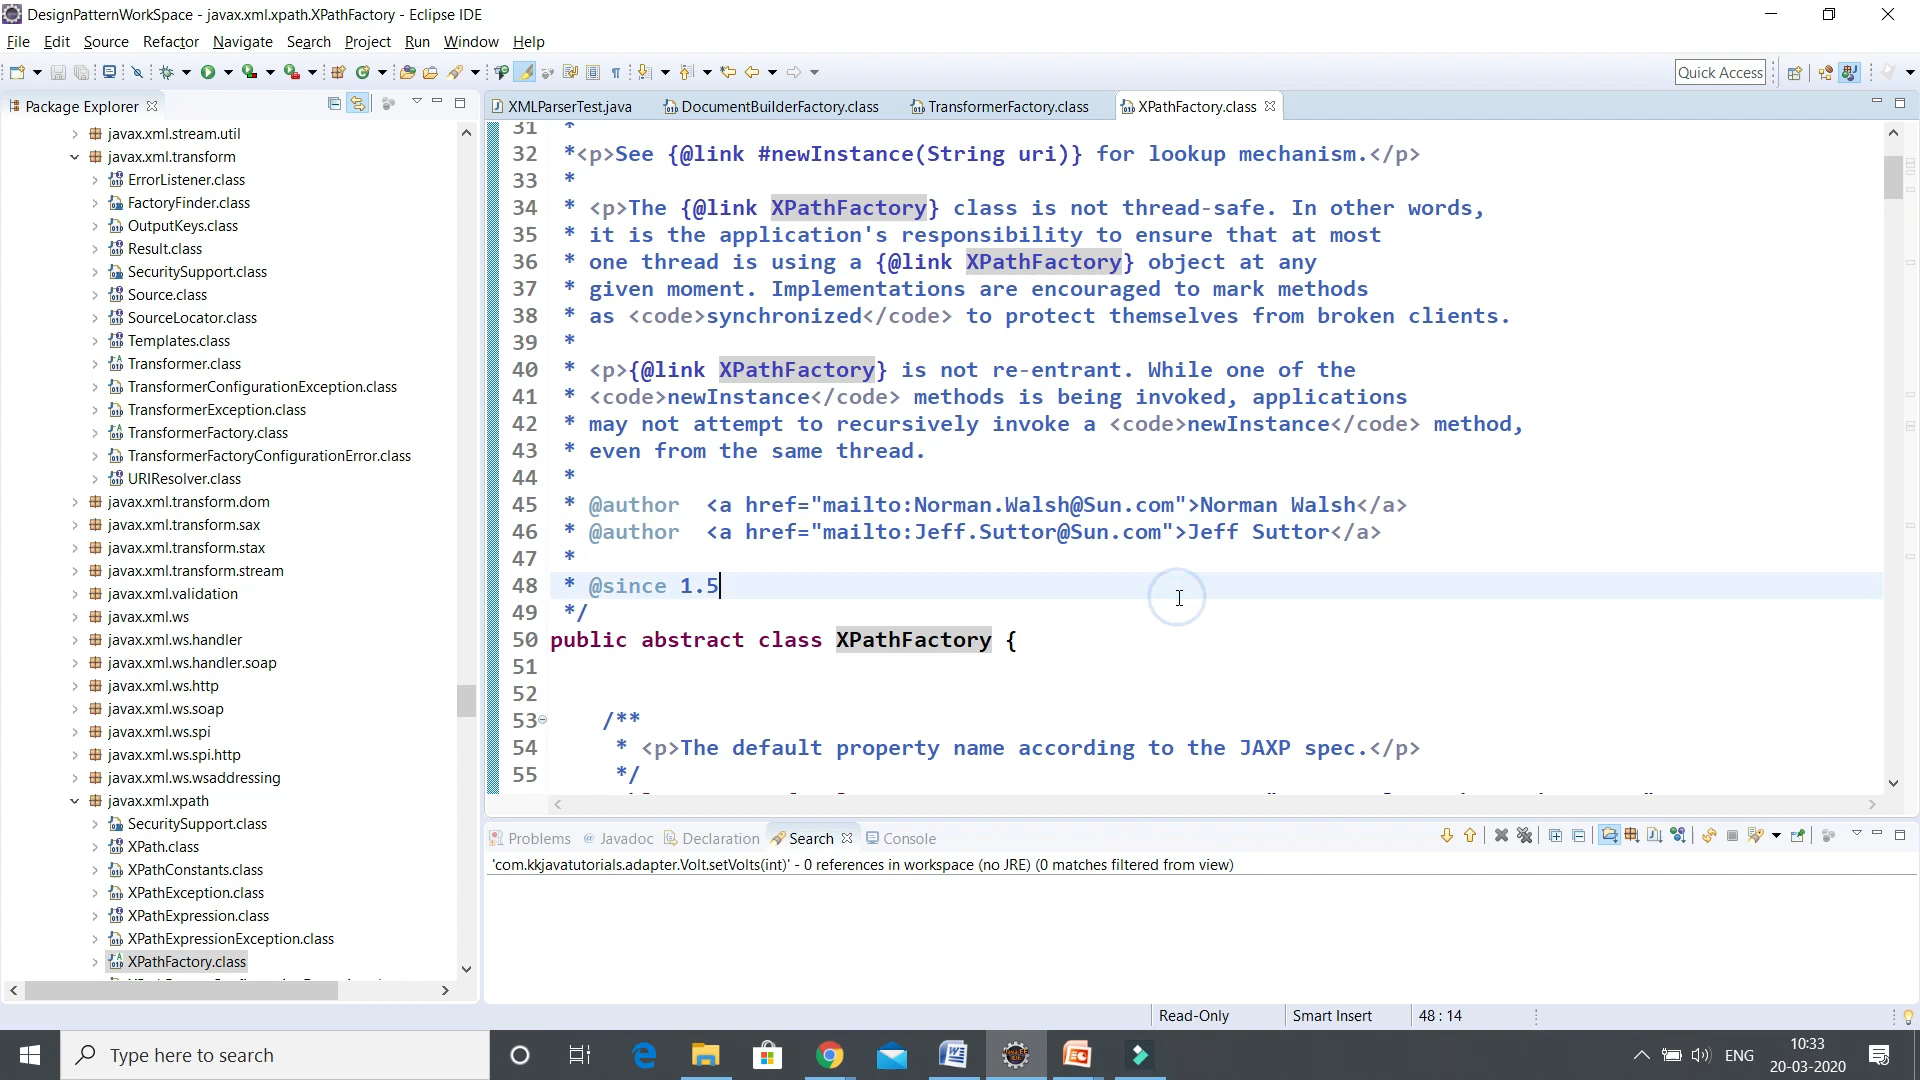 DesignPatternWorkSpace - javax.xml.xpath.XPathFactory - Eclipse IDE
File Edit Source Refactor Navigate Search Project Run Window Help
Quick Access
Package Explorer
javax.xml.stream.util
javax.xml.transform
ErrorListener.class
FactoryFinder.class
OutputKeys.class
Result.class
SecuritySupport.class
Source.class
SourceLocator.class
Templates.class
Transformer.class
TransformerConfigurationException.class
TransformerException.class
TransformerFactory.class
TransformerFactoryConfigurationError.class
URIResolver.class
javax.xml.transform.dom
javax.xml.transform.sax
javax.xml.transform.stax
javax.xml.transform.stream
javax.xml.validation
javax.xml.ws
javax.xml.ws.handler
javax.xml.ws.handler.soap
javax.xml.ws.http
javax.xml.ws.soap
javax.xml.ws.spi
javax.xml.ws.spi.http
javax.xml.ws.wsaddressing
javax.xml.xpath
SecuritySupport.class
XPath.class
XPathConstants.class
XPathException.class
XPathExpression.class
XPathExpressionException.class
XPathFactory.class
XMLParserTest.java DocumentBuilderFactory.class TransformerFactory.class XPathFactory.class
31 *
32 *<p>See {@link #newInstance(String uri)} for lookup mechanism.</p>
33 *
34 * <p>The {@link XPathFactory} class is not thread-safe. In other words,
35 * it is the application's responsibility to ensure that at most
36 * one thread is using a {@link XPathFactory} object at any
37 * given moment. Implementations are encouraged to mark methods
38 * as <code>synchronized</code> to protect themselves from broken clients.
39 *
40 * <p>{@link XPathFactory} is not re-entrant. While one of the
41 * <code>newInstance</code> methods is being invoked, applications
42 * may not attempt to recursively invoke a <code>newInstance</code> method,
43 * even from the same thread.
44 *
45 * @author  <a href="mailto:Norman.Walsh@Sun.com">Norman Walsh</a>
46 * @author  <a href="mailto:Jeff.Suttor@Sun.com">Jeff Suttor</a>
47 *
48 * @since 1.5
49 */
50 public abstract class XPathFactory {
51
52
53 /**
54 * <p>The default property name according to the JAXP spec.</p>
55 */
Problems Javadoc Declaration Search Console
'com.kkjavatutorials.adapter.Volt.setVolts(int)' - 0 references in workspace (no JRE) (0 matches filtered from view)
Read-Only Smart Insert 48 : 14
Type here to search
ENG
10:33
20-03-2020